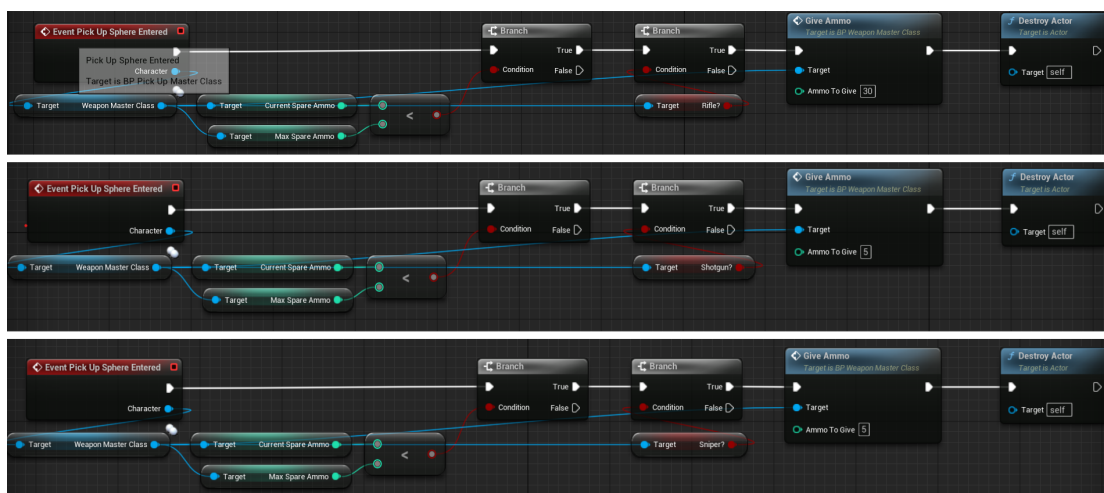 Event Pick Up Sphere Entered
Pick Up Sphere Entered
Character
Target is BP Pick Up Master Class
Target Weapon Master Class
Target Current Spare Ammo
Target Max Spare Ammo
<
Branch
True
Condition False
Branch
True
Condition False
Target Rifle?
Give Ammo
Target is BP Weapon Master Class
Target
Ammo To Give 30
Destroy Actor
Target is Actor
Target self
Event Pick Up Sphere Entered
Character
Target Weapon Master Class
Target Current Spare Ammo
Target Max Spare Ammo
<
Branch
True
Condition False
Branch
True
Condition False
Target Shotgun?
Give Ammo
Target is BP Weapon Master Class
Target
Ammo To Give 5
Destroy Actor
Target is Actor
Target self
Event Pick Up Sphere Entered
Character
Target Weapon Master Class
Target Current Spare Ammo
Target Max Spare Ammo
<
Branch
True
Condition False
Branch
True
Condition False
Target Sniper?
Give Ammo
Target is BP Weapon Master Class
Target
Ammo To Give 5
Destroy Actor
Target is Actor
Target self